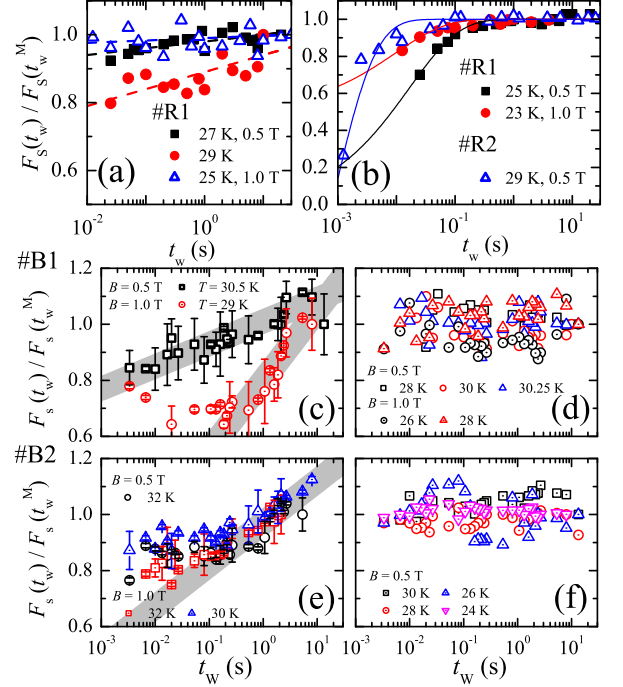 F_S(t_w) / F_S(t_w^M)
1.0
0.8
0.6
#R1
27 K, 0.5 T
29 K
25 K, 1.0 T
(a)
10^-2 10^0
t_w (s)
1.0
0.8
0.6
0.4
0.2
0.0
#R1
25 K, 0.5 T
23 K, 1.0 T
#R2
29 K, 0.5 T
(b)
10^-3 10^-2 10^-1 10^0 10^1
t_w (s)
#B1
F_s(t_w) / F_s(t_w^M)
1.2
1.0
0.8
0.6
B = 0.5 T T = 30.5 K
B = 1.0 T T = 29 K
(c)
B = 0.5 T
28 K 30 K 30.25 K
B = 1.0 T
26 K 28 K
(d)
#B2
F_s(t_w) / F_s(t_w^M)
1.2
1.0
0.8
0.6
B = 0.5 T
32 K
B = 1.0 T
32 K 30 K
(e)
10^-3 10^-2 10^-1 10^0 10^1
t_w (s)
B = 0.5 T
30 K 26 K
28 K 24 K
(f)
10^-3 10^-2 10^-1 10^0 10^1
t_w (s)